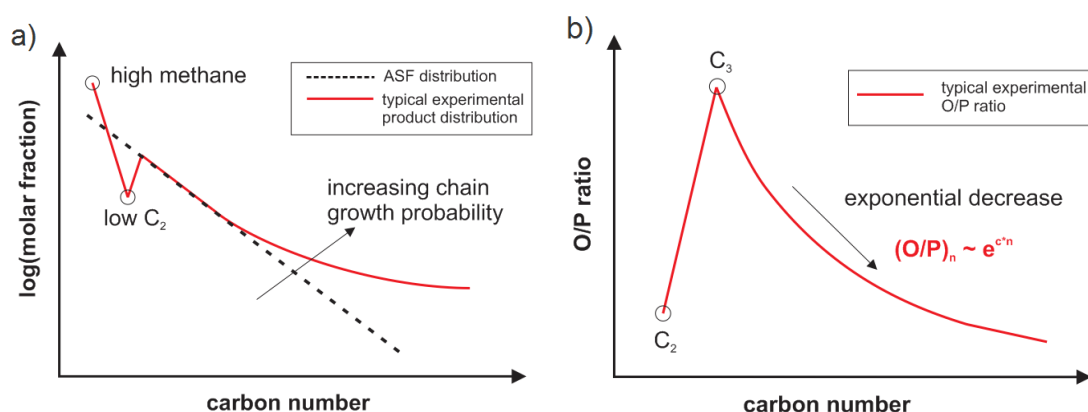 a)
high methane
ASF distribution
typical experimental
product distribution
low C₂
increasing chain
growth probability
log(molar fraction)
carbon number
b)
C₃
typical experimental
O/P ratio
exponential decrease
(O/P)ₙ ~ e^c*n
C₂
O/P ratio
carbon number